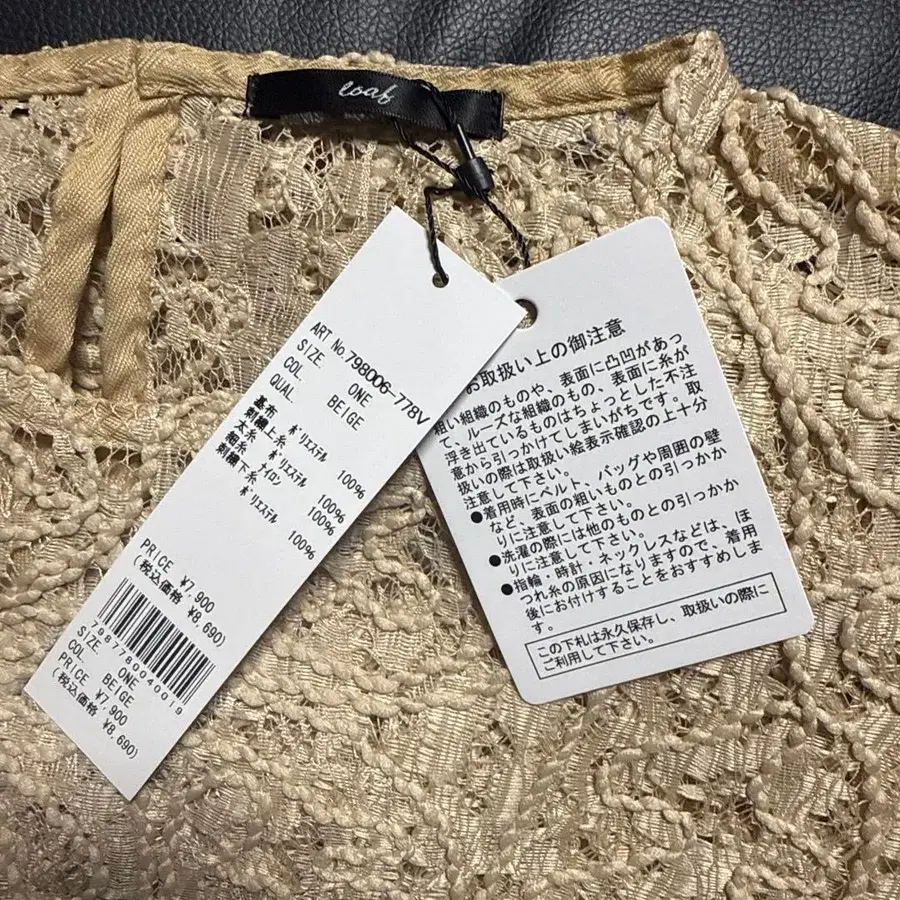 loaf
ART No. 798006-778V
SIZE. ONE
COL. BEIGE
QUAL.
基布 ﾎﾟﾘｴｽﾃﾙ 100%
刺繍上糸
太糸 ﾎﾟﾘｴｽﾃﾙ 100%
細糸 ﾅｲﾛﾝ 100%
刺繍下糸 ﾎﾟﾘｴｽﾃﾙ 100%
PRICE ¥7,900
(税込価格 ¥8,690)
7987780040019
SIZE. ONE
COL. BEIGE
PRICE ¥7,900
(税込価格 ¥8,690)
お取扱い上の御注意
粗い組織のものや、表面に凸凹があっ
て、ルーズな組織のもの、表面に糸が
浮き出ているものはちょっとした不注
意から引っかけてしまいがちです。取
扱いの際は取扱い絵表示確認の上十分
注意して下さい。
●着用時にベルト、バッグや周囲の壁
など、表面の粗いものとの引っかか
りに注意して下さい。
●洗濯の際には他のものとの引っかか
りに注意して下さい。
●指輪・時計・ネックレスなどは、ほ
つれ糸の原因になりますので、着用
後にお付けすることをおすすめしま
す。
この下札は永久保存し、取扱いの際に
ご利用して下さい。